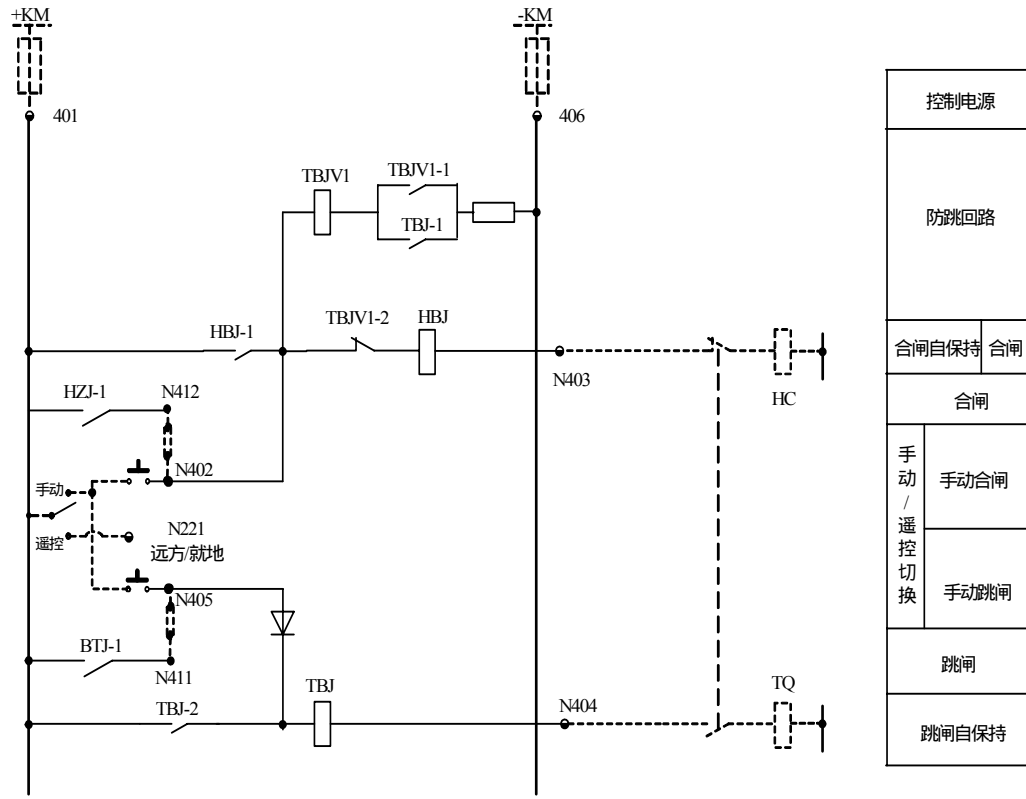 +KM
-KM
401
406
控制电源
TBJV1
TBJV1-1
TBJ-1
防跳回路
HBJ-1
TBJV1-2
HBJ
N403
HC
合闸自保持
合闸
HZJ-1
N412
合闸
N402
手动
遥控
N221
远方/就地
手动/遥控切换
手动合闸
手动跳闸
N405
BTJ-1
N411
跳闸
TBJ-2
TBJ
N404
TQ
跳闸自保持